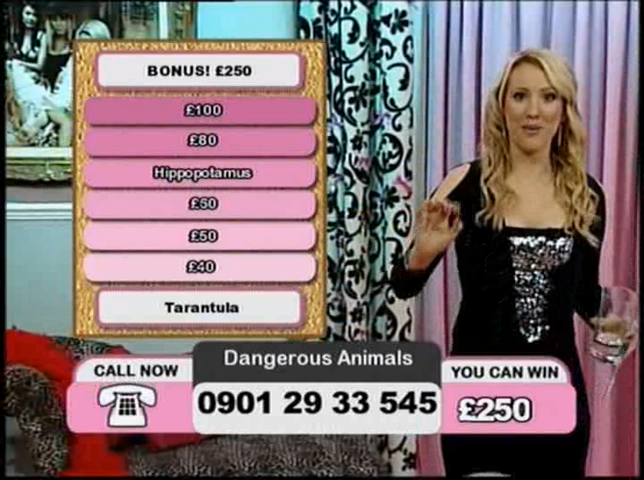 BONUS! £250
£100
£80
Hippopotamus
£60
£50
£40
Tarantula
Dangerous Animals
CALL NOW
0901 29 33 545
YOU CAN WIN
£250